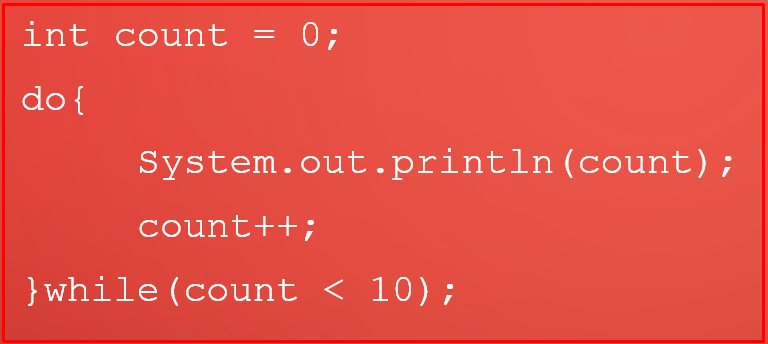 int count = 0;
do{
System.out.println(count);
count++;
}while(count < 10);